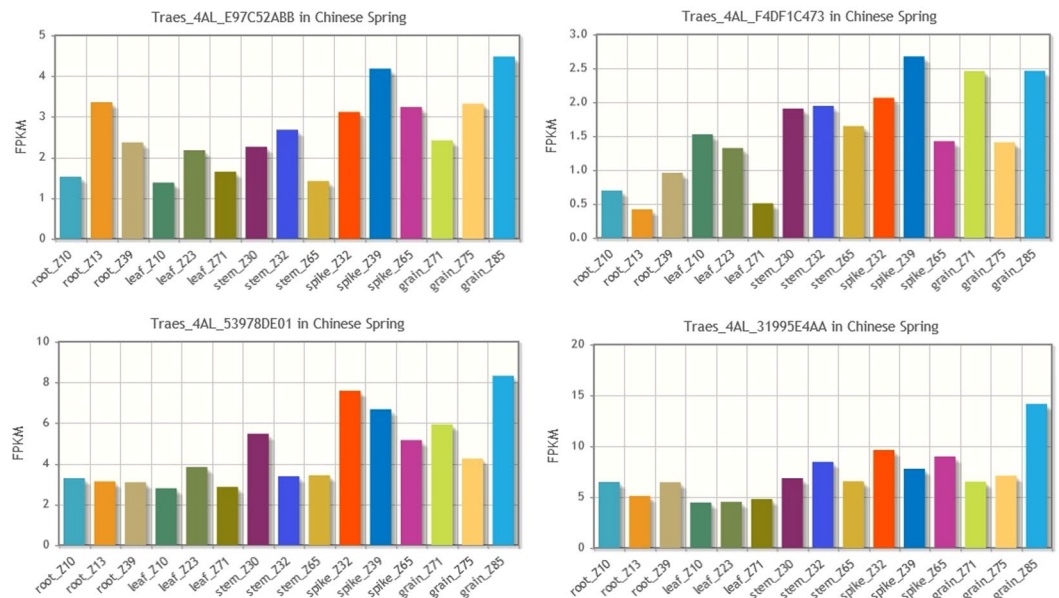 Traes_4AL_E97C52ABB in Chinese Spring
5
4
3
2
1
0
FPKM
root_Z10
root_Z13
root_Z39
leaf_Z10
leaf_Z23
leaf_Z71
stem_Z30
stem_Z32
stem_Z65
spike_Z32
spike_Z39
spike_Z65
grain_Z71
grain_Z75
grain_Z85
Traes_4AL_F4DF1C473 in Chinese Spring
3.0
2.5
2.0
1.5
1.0
0.5
0.0
FPKM
root_Z10
root_Z13
root_Z39
leaf_Z10
leaf_Z23
leaf_Z71
stem_Z30
stem_Z32
stem_Z65
spike_Z32
spike_Z39
spike_Z65
grain_Z71
grain_Z75
grain_Z85
Traes_4AL_53978DE01 in Chinese Spring
10
8
6
4
2
0
FPKM
root_Z10
root_Z13
root_Z39
leaf_Z10
leaf_Z23
leaf_Z71
stem_Z30
stem_Z32
stem_Z65
spike_Z32
spike_Z39
spike_Z65
grain_Z71
grain_Z75
grain_Z85
Traes_4AL_31995E4AA in Chinese Spring
20
15
10
5
0
FPKM
root_Z10
root_Z13
root_Z39
leaf_Z10
leaf_Z23
leaf_Z71
stem_Z30
stem_Z32
stem_Z65
spike_Z32
spike_Z39
spike_Z65
grain_Z71
grain_Z75
grain_Z85